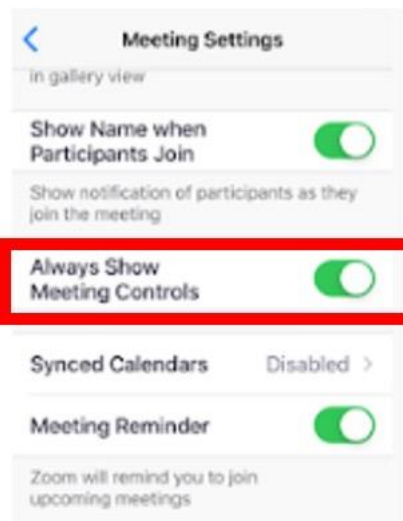 Meeting Settings
in gallery view
Show Name when
Participants Join
Show notification of participants as they
join the meeting
Always Show
Meeting Controls
Synced Calendars Disabled >
Meeting Reminder
Zoom will remind you to join
upcoming meetings